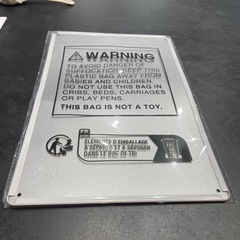 WARNING
TO AVOID DANGER OF
SUFFOCATION, KEEP THIS
PLASTIC BAG AWAY FROM
BABIES AND CHILDREN.
DO NOT USE THIS BAG IN
CRIBS, BEDS, CARRIAGES
OR PLAY PENS.
THIS BAG IS NOT A TOY.
FR
ÉLÉMENTS D'EMBALLAGE
À SÉPARER ET À DÉPOSER
DANS LE BAC DE TRI